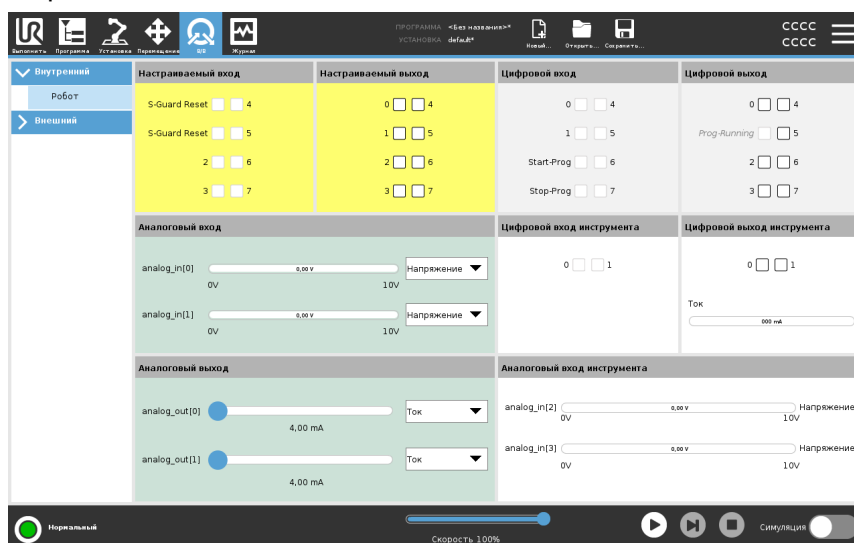 ПРОГРАММА <Без названия>*
УСТАНОВКА default*
CCCC
CCCC
Выполнить Программа Установка Перемещение В/В Журнал
Новый... Открыть... Сохранить...
Внутренний
Робот
Внешний
Настраиваемый вход
S-Guard Reset 4
S-Guard Reset 5
2 6
3 7
Настраиваемый выход
0 4
1 5
2 6
3 7
Цифровой вход
0 4
1 5
Start-Prog 6
Stop-Prog 7
Цифровой выход
0 4
Prog-Running 5
2 6
3 7
Аналоговый вход
analog_in[0] 0,00 V Напряжение
0V 10V
analog_in[1] 0,00 V Напряжение
0V 10V
Цифровой вход инструмента
0 1
Цифровой выход инструмента
0 1
Ток
000 mA
Аналоговый выход
analog_out[0] Ток
4,00 mA
analog_out[1] Ток
4,00 mA
Аналоговый вход инструмента
analog_in[2] 0,00 V Напряжение
0V 10V
analog_in[3] 0,00 V Напряжение
0V 10V
Нормальный
Скорость 100%
Симуляция